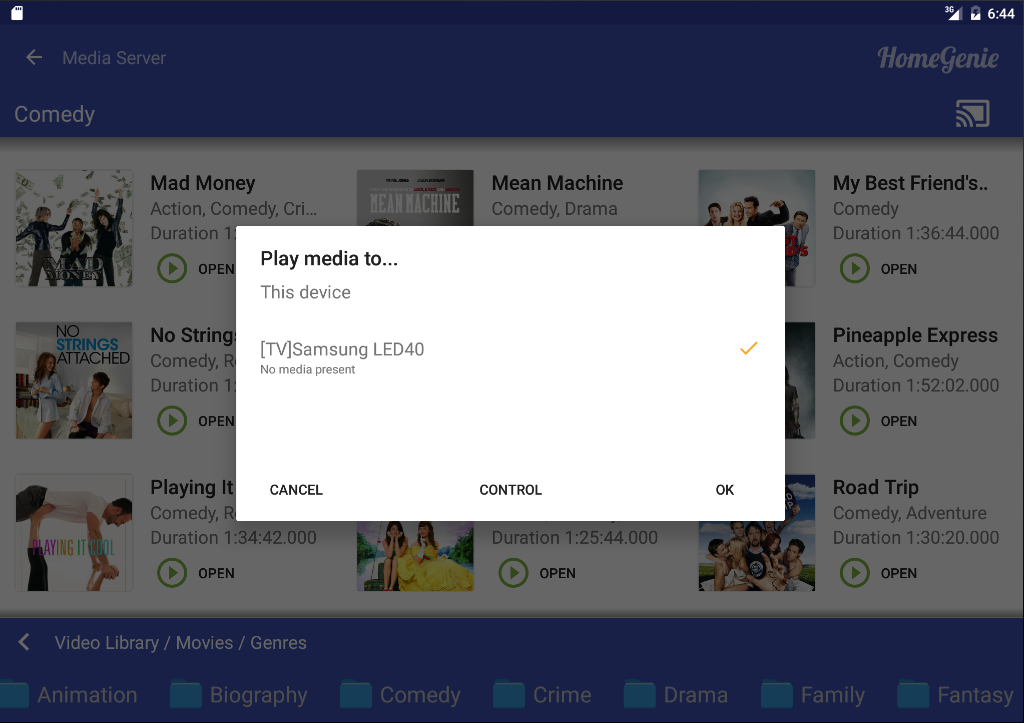 3G 6:44
Media Server
HomeGenie
Comedy
Mad Money
Action, Comedy, Cri...
Duration 1:
OPEN
MEAN MACHINE
Mean Machine
Comedy, Drama
My Best Friend's..
Comedy
Duration 1:36:44.000
OPEN
MAD MONEY
Play media to...
This device
[TV]Samsung LED40
No media present
CANCEL
CONTROL
OK
NO STRINGS ATTACHED
No Strings
Comedy, R
Duration 1:
OPEN
Pineapple Express
Action, Comedy
Duration 1:52:02.000
OPEN
PLAYING IT COOL
Playing It
Comedy, R
Duration 1:34:42.000
OPEN
Duration 1:25:44.000
OPEN
Road Trip
Comedy, Adventure
Duration 1:30:20.000
OPEN
Video Library / Movies / Genres
Animation
Biography
Comedy
Crime
Drama
Family
Fantasy